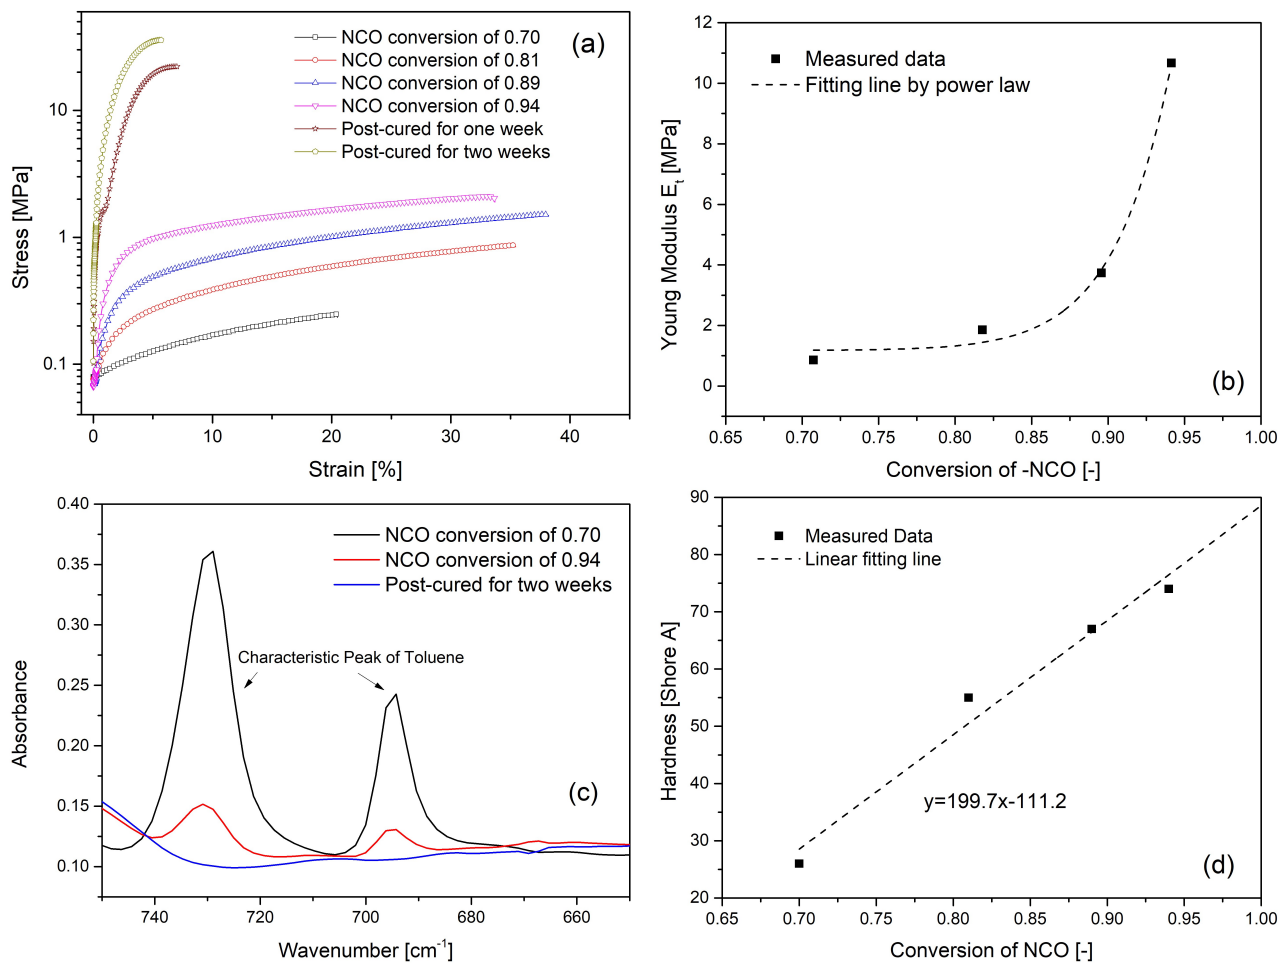 NCO conversion of 0.70
NCO conversion of 0.81
NCO conversion of 0.89
NCO conversion of 0.94
Post-cured for one week
Post-cured for two weeks
(a)
10
1
0.1
Stress [MPa]
0 10 20 30 40
Strain [%]
12
10
8
6
4
2
0
Young Modulus Et [MPa]
Measured data
Fitting line by power law
(b)
0.65 0.70 0.75 0.80 0.85 0.90 0.95 1.00
Conversion of -NCO [-]
0.40
0.35
0.30
0.25
0.20
0.15
0.10
Absorbance
NCO conversion of 0.70
NCO conversion of 0.94
Post-cured for two weeks
Characteristic Peak of Toluene
(c)
740 720 700 680 660
Wavenumber [cm-1]
90
80
70
60
50
40
30
20
Hardness [Shore A]
Measured Data
Linear fitting line
y=199.7x-111.2
(d)
0.65 0.70 0.75 0.80 0.85 0.90 0.95 1.00
Conversion of NCO [-]